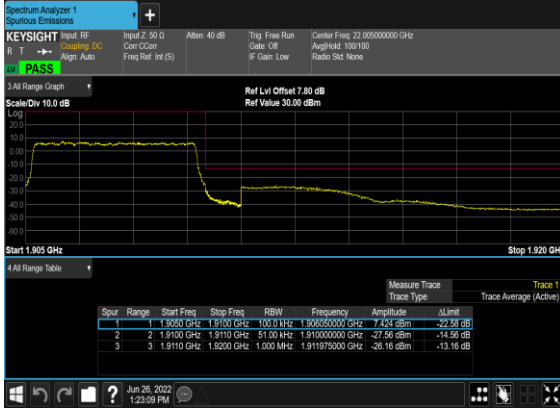 Spectrum Analyzer 1
Spurious Emissions
KEYSIGHT Input: RF Input Z: 50 Ω Atten: 40 dB Trig: Free Run Center Freq: 22.005000000 GHz
R T Coupling: DC Corr CCorr Gate: Off Avg|Hold: 100/100
Align: Auto Freq Ref: Int (S) IF Gain: Low Radio Std: None
PASS
3 All Range Graph
Ref Lvl Offset 7.80 dB
Scale/Div 10.0 dB Ref Value 30.00 dBm
Log
20.0
10.0
0.00
-10.0
-20.0
-30.0
-40.0
-50.0
-60.0
Start 1.905 GHz Stop 1.920 GH
4 All Range Table
Measure Trace Trace 1
Trace Type Trace Average (Active)
Spur Range Start Freq Stop Freq RBW Frequency Amplitude ΔLimit
1 1 1.9050 GHz 1.9100 GHz 100.0 kHz 1.906050000 GHz 7.424 dBm -22.58 dB
2 2 1.9100 GHz 1.9110 GHz 51.00 kHz 1.910000000 GHz -27.56 dBm -14.56 dB
3 3 1.9110 GHz 1.9200 GHz 1.000 MHz 1.911975000 GHz -26.16 dBm -13.16 dB
Jun 26, 2022
1:23:09 PM